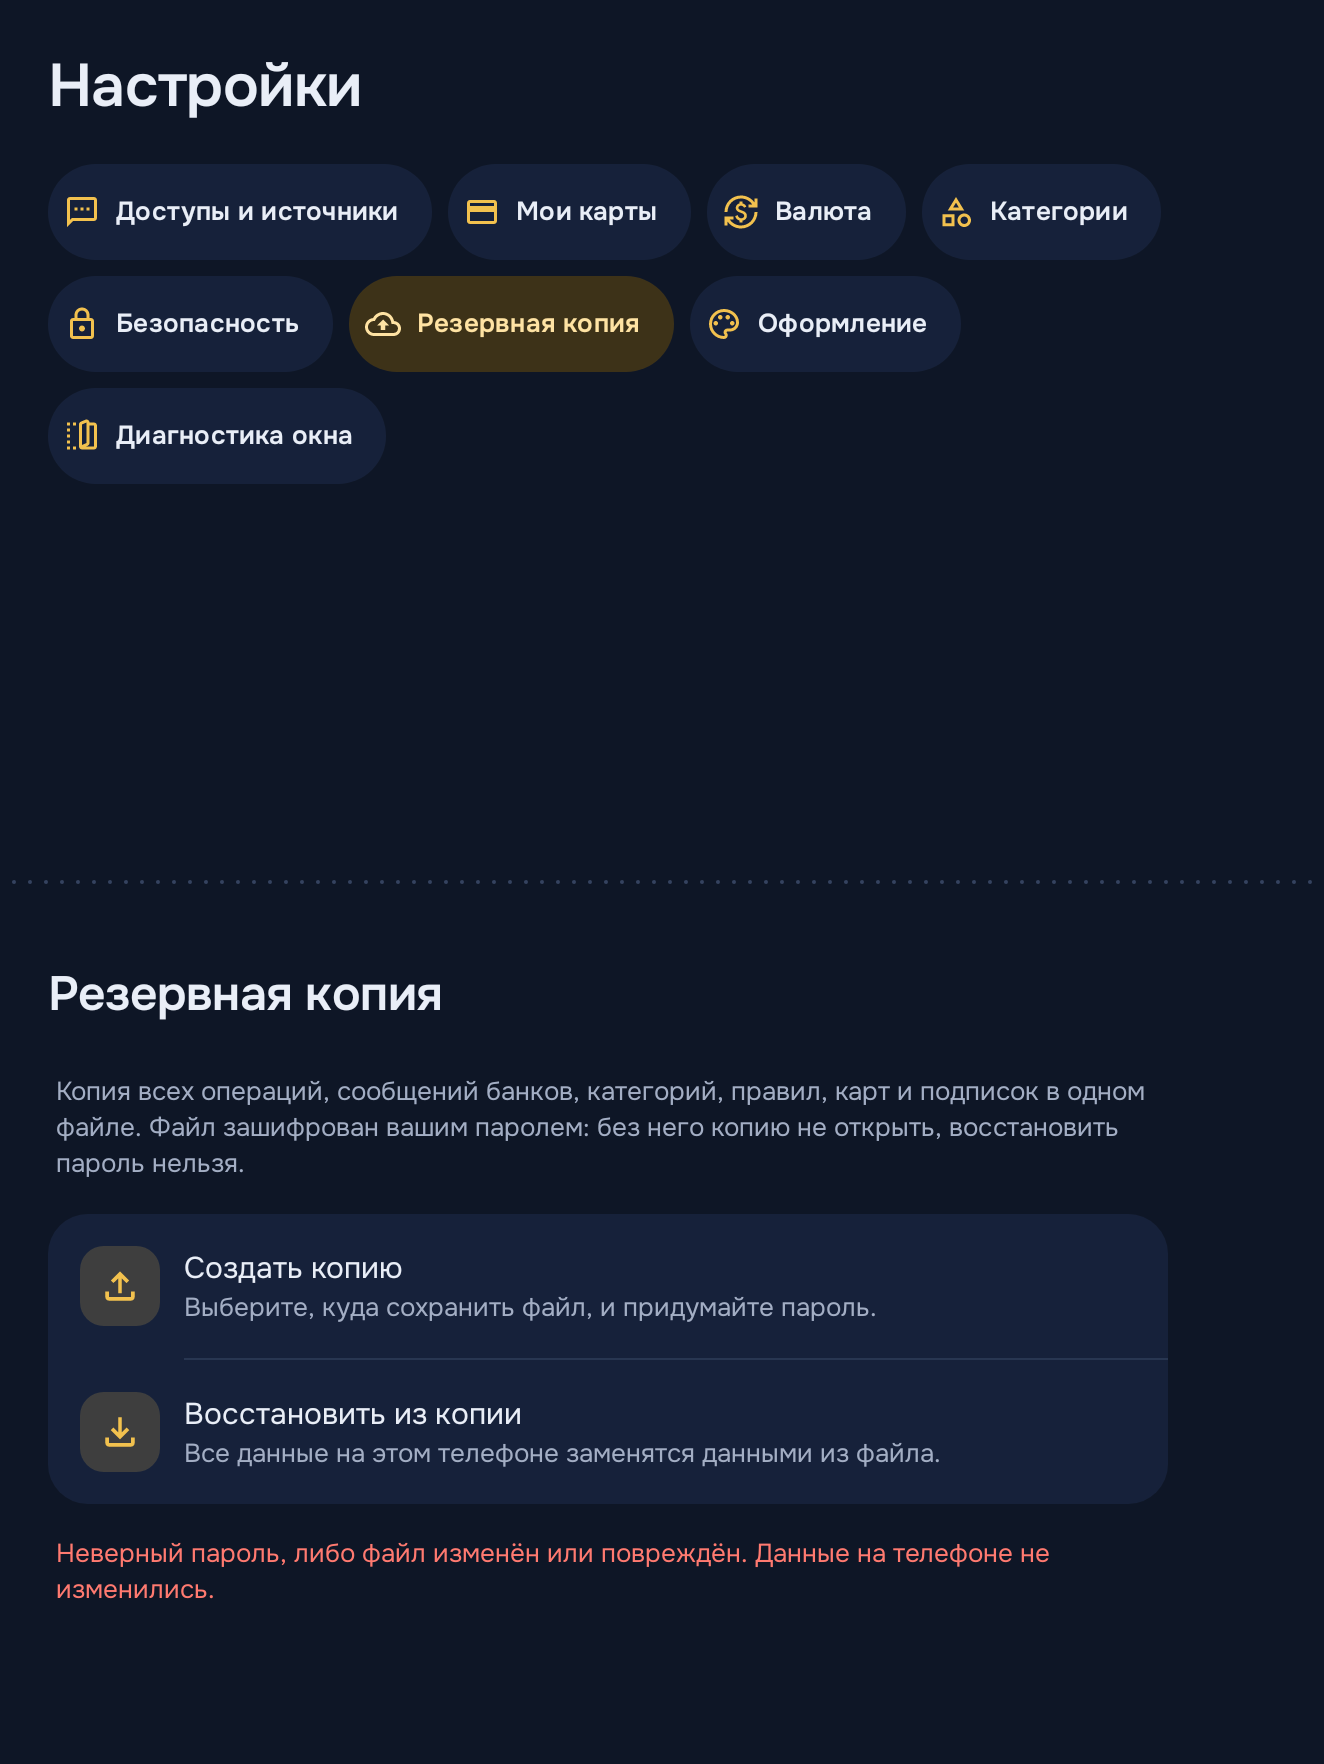 Настройки
Доступы и источники
Мои карты
Валюта
Категории
Безопасность
Резервная копия
Оформление
Диагностика окна
Резервная копия
Копия всех операций, сообщений банков, категорий, правил, карт и подписок в одном
файле. Файл зашифрован вашим паролем: без него копию не открыть, восстановить
пароль нельзя.
Создать копию
Выберите, куда сохранить файл, и придумайте пароль.
Восстановить из копии
Все данные на этом телефоне заменятся данными из файла.
Неверный пароль, либо файл изменён или повреждён. Данные на телефоне не
изменились.